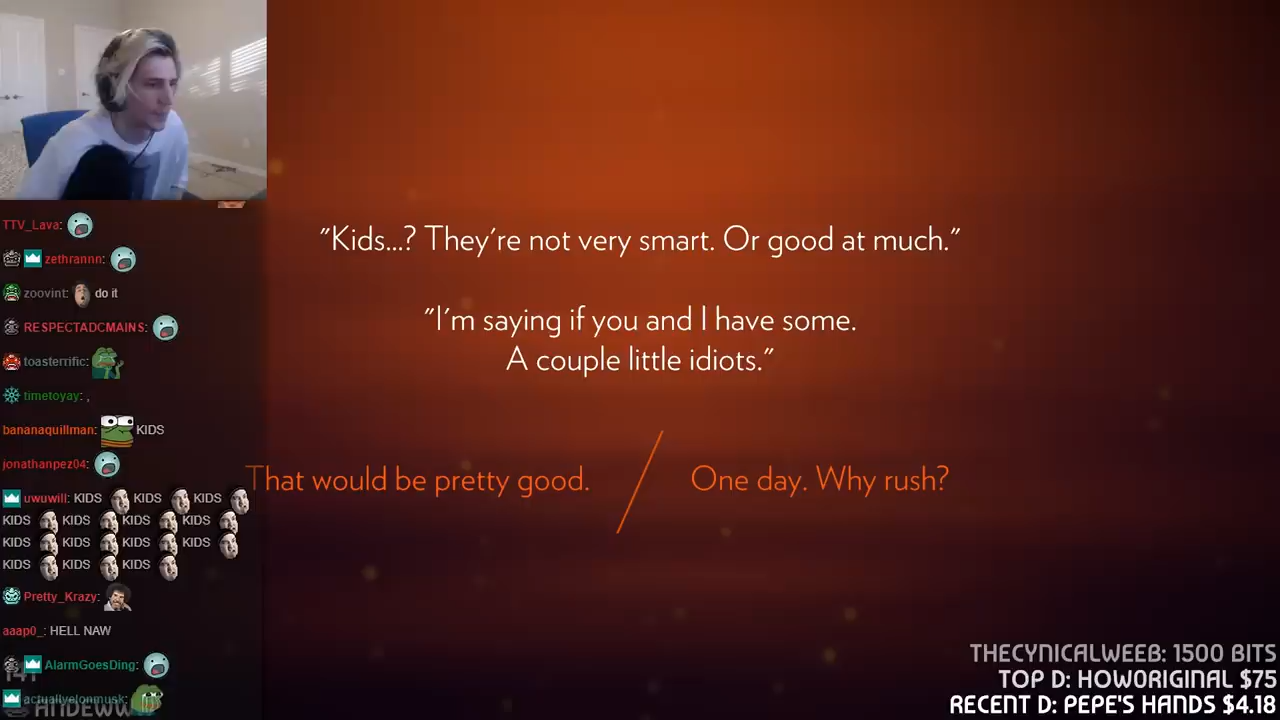 "Kids...? They're not very smart. Or good at much."
"I'm saying if you and I have some.
A couple little idiots."
That would be pretty good.
One day. Why rush?
TTV_Lava:
zethrannn:
zoovint: do it
RESPECTADCMAINS:
toasterrific:
timetoyay: ,
bananaquillman: KIDS
jonathanpez04:
uwuwill: KIDS KIDS KIDS
KIDS KIDS KIDS KIDS
KIDS KIDS KIDS KIDS
KIDS KIDS KIDS
Pretty_Krazy:
aaap0_: HELL NAW
AlarmGoesDing:
actuallyelonmusk:
THECYNICALWEEB: 1500 BITS
TOP D: HOWORIGINAL $75
RECENT D: PEPE'S HANDS $4.18